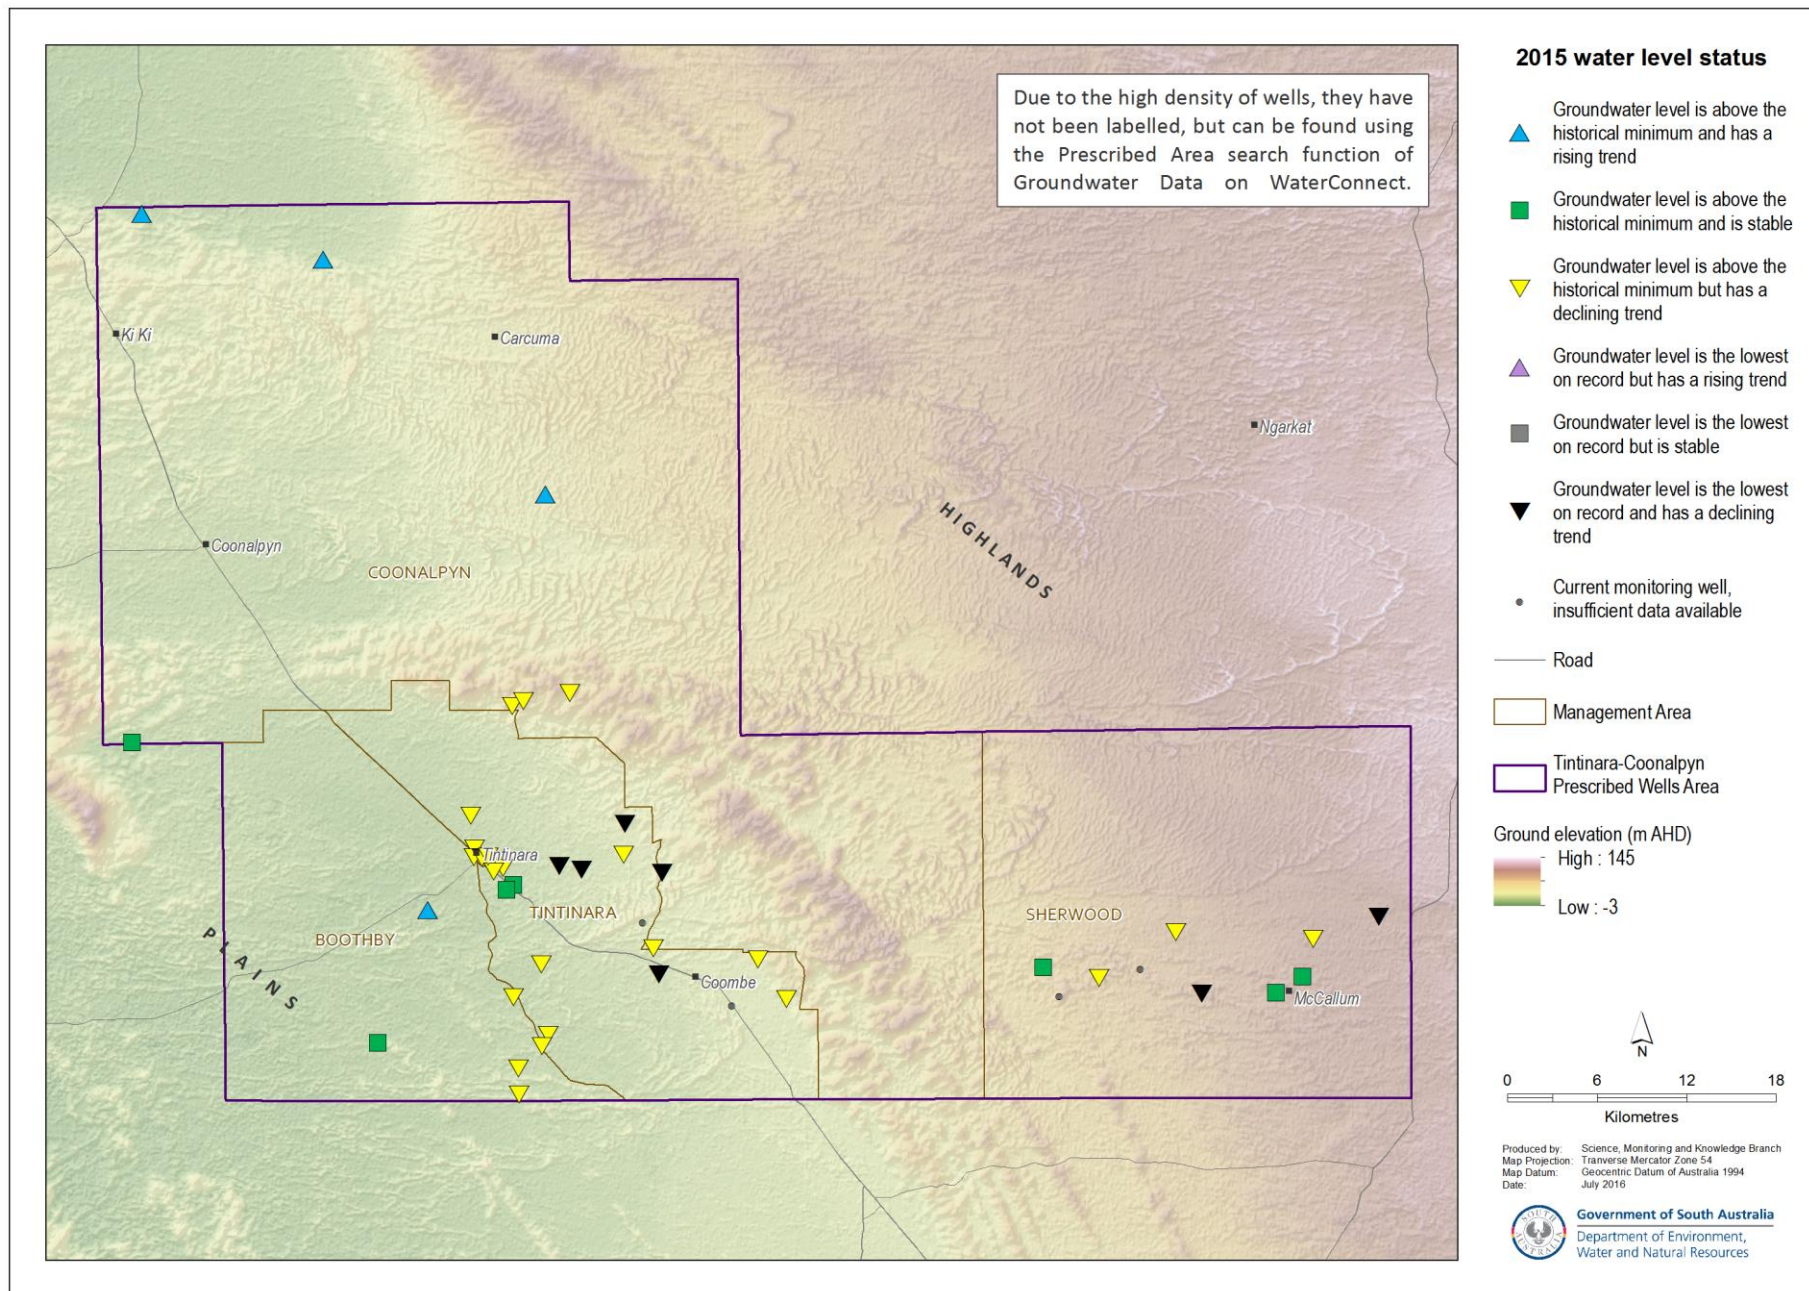 Due to the high density of wells, they have
not been labelled, but can be found using
the Prescribed Area search function of
Groundwater Data on WaterConnect.
Ki Ki
Carcuma
Ngarkat
HIGHLANDS
Coonalpyn
COONALPYN
Tintinara
TINTINARA
BOOTHBY
PLAINS
SHERWOOD
Coombe
McCallum
2015 water level status
Groundwater level is above the
historical minimum and has a
rising trend
Groundwater level is above the
historical minimum and is stable
Groundwater level is above the
historical minimum but has a
declining trend
Groundwater level is the lowest
on record but has a rising trend
Groundwater level is the lowest
on record but is stable
Groundwater level is the lowest
on record and has a declining
trend
Current monitoring well,
insufficient data available
Road
Management Area
Tintinara-Coonalpyn
Prescribed Wells Area
Ground elevation (m AHD)
High : 145
Low : -3
N
0 6 12 18
Kilometres
Produced by: Science, Monitoring and Knowledge Branch
Map Projection: Tranverse Mercator Zone 54
Map Datum: Geocentric Datum of Australia 1994
Date: July 2016
SOUTH AUSTRALIA
Government of South Australia
Department of Environment,
Water and Natural Resources